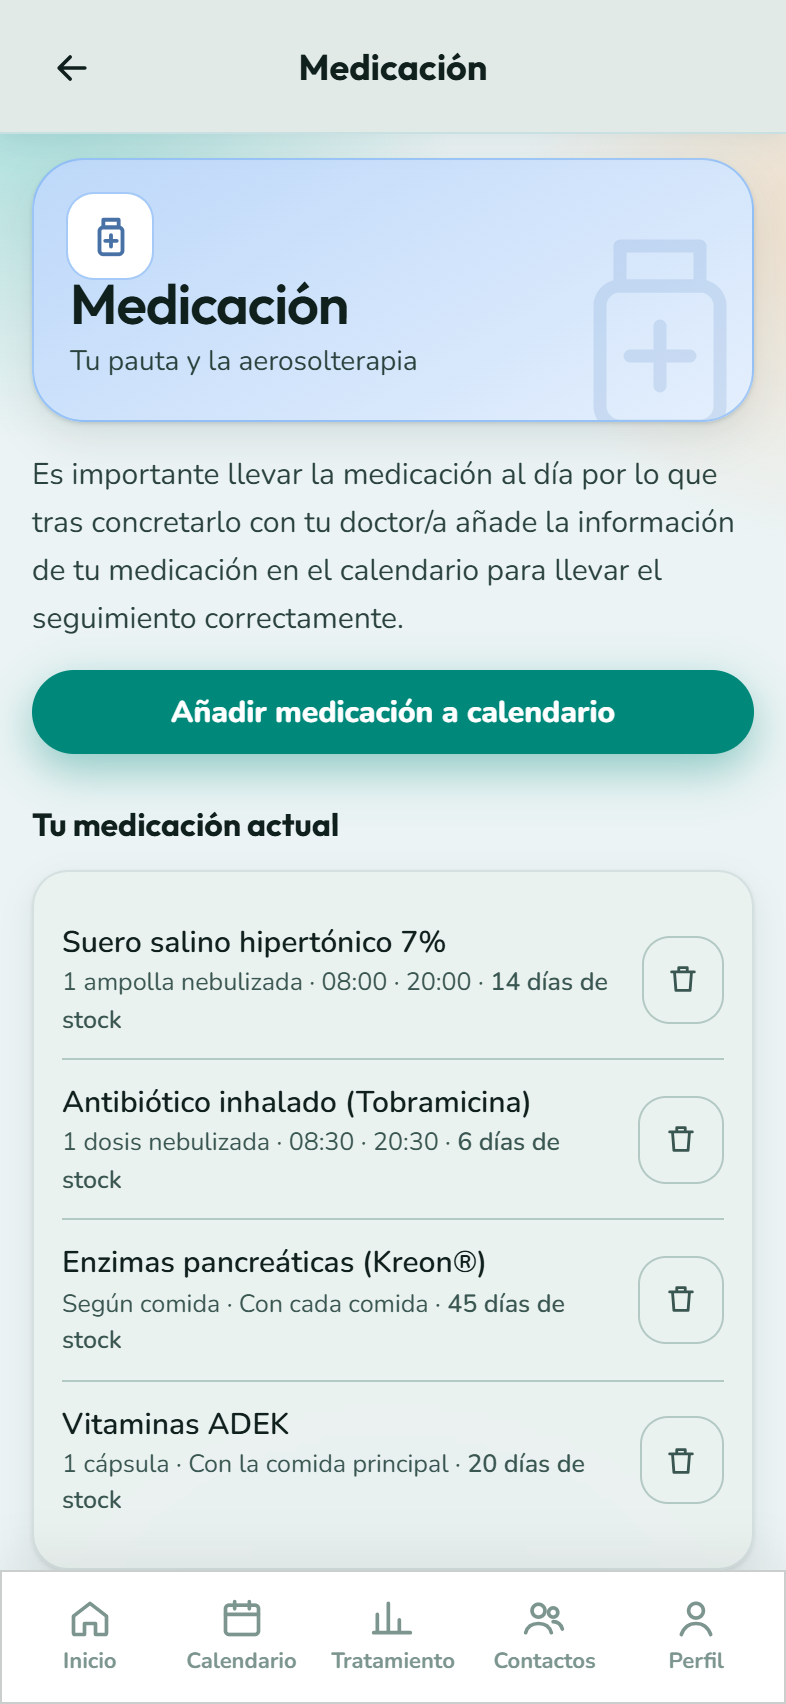 Medicación
Medicación
Tu pauta y la aerosolterapia
Es importante llevar la medicación al día por lo que
tras concretarlo con tu doctor/a añade la información
de tu medicación en el calendario para llevar el
seguimiento correctamente.
Añadir medicación a calendario
Tu medicación actual
Suero salino hipertónico 7%
1 ampolla nebulizada · 08:00 · 20:00 · 14 días de
stock
Antibiótico inhalado (Tobramicina)
1 dosis nebulizada · 08:30 · 20:30 · 6 días de
stock
Enzimas pancreáticas (Kreon®)
Según comida · Con cada comida · 45 días de
stock
Vitaminas ADEK
1 cápsula · Con la comida principal · 20 días de
stock
Inicio Calendario Tratamiento Contactos Perfil